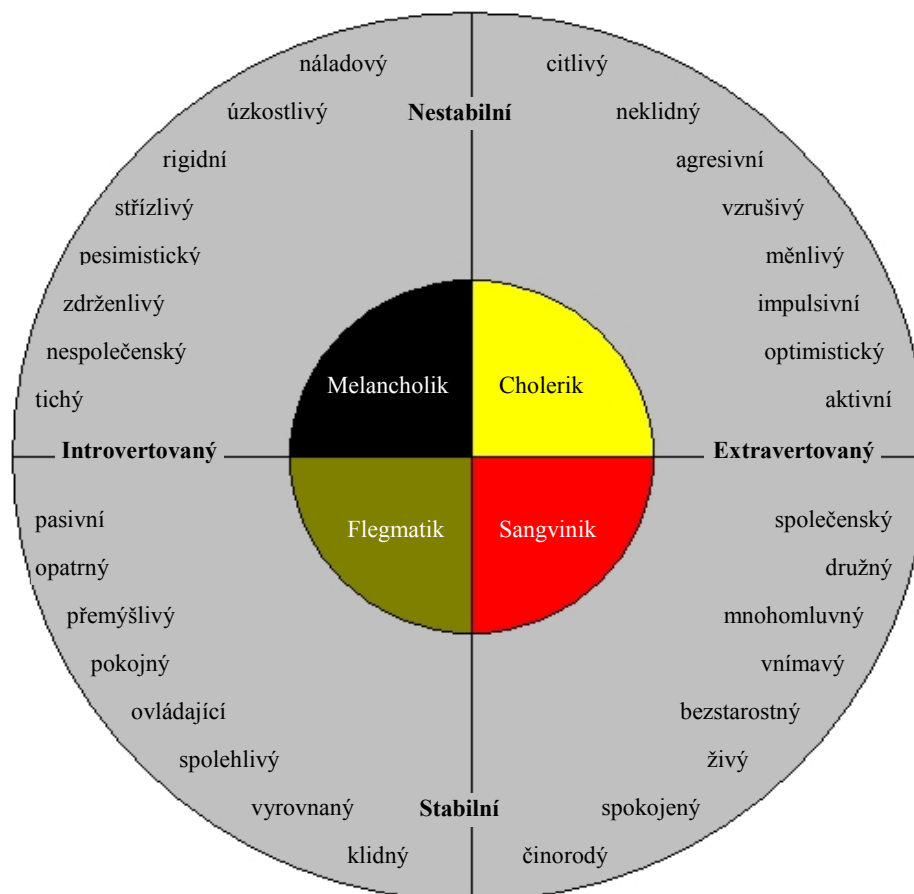 náladový citlivý
úzkostlivý Nestabilní neklidný
rigidní agresivní
střízlivý vzrušivý
pesimistický měnlivý
zdrženlivý impulsivní
nespolečenský optimistický
Melancholik Cholerik
tichý aktivní
Introvertovaný Extravertovaný
pasivní společenský
Flegmatik Sangvinik
opatrný družný
přemýšlivý mnohomluvný
pokojný vnímavý
ovládající bezstarostný
spolehlivý živý
vyrovnaný Stabilní spokojený
klidný činorodý